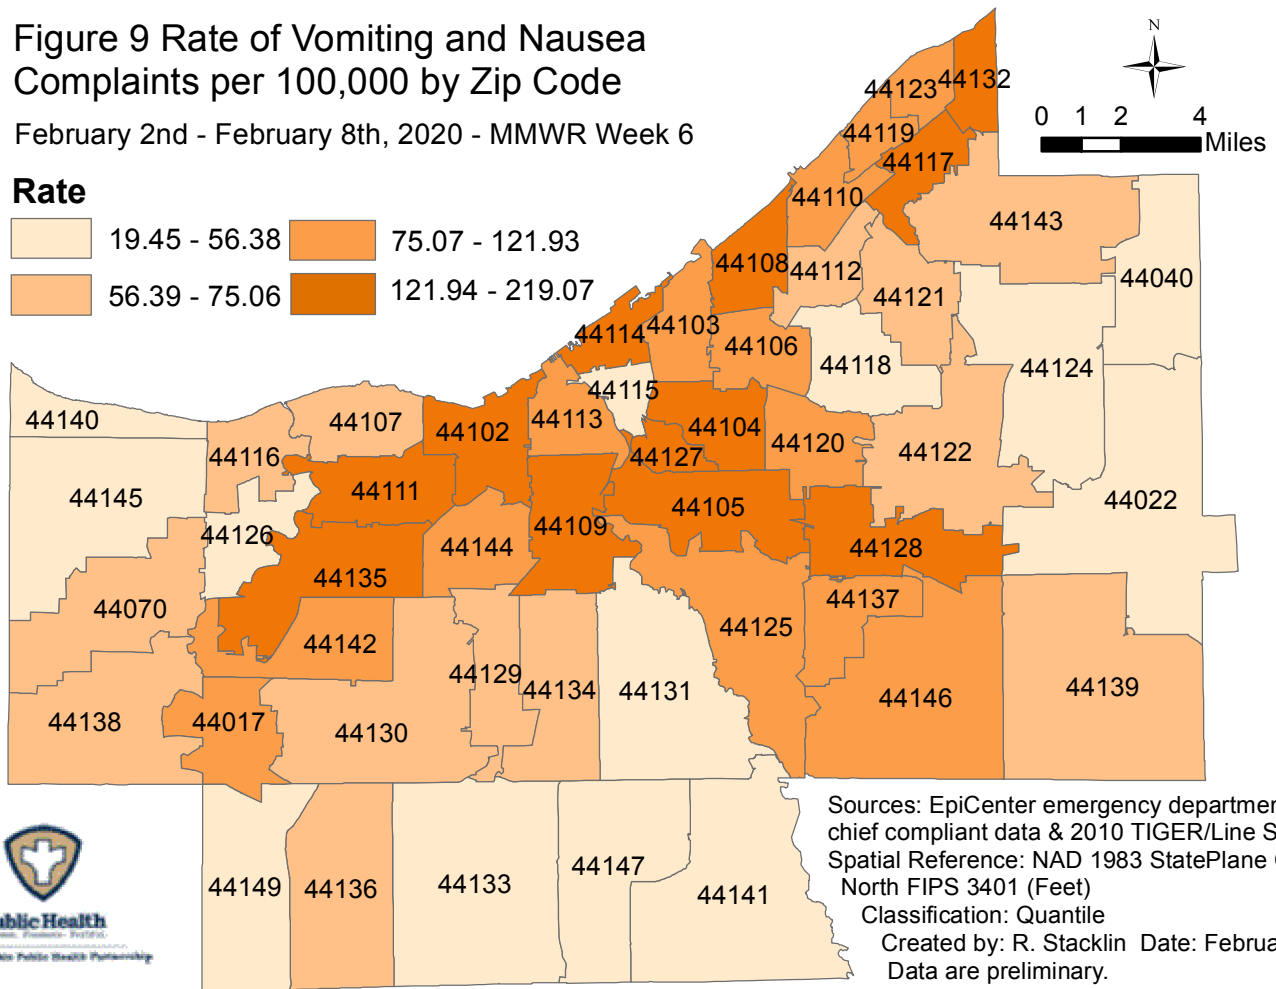 Figure 9 Rate of Vomiting and Nausea
Complaints per 100,000 by Zip Code
February 2nd - February 8th, 2020 - MMWR Week 6
N
0 1 2 4
Miles
Rate
19.45 - 56.38
75.07 - 121.93
56.39 - 75.06
121.94 - 219.07
44123
44132
44119
44117
44110
44143
44108
44112
44040
44121
44114
44103
44106
44118
44124
44115
44140
44107
44113
44102
44104
44120
44116
44127
44122
44145
44111
44105
44022
44126
44109
44144
44128
44135
44070
44137
44125
44142
44129
44134
44131
44139
44146
44138
44017
44130
44149
44136
44133
44147
44141
Sources: EpiCenter emergency departmen
chief compliant data & 2010 TIGER/Line S
Spatial Reference: NAD 1983 StatePlane
North FIPS 3401 (Feet)
Classification: Quantile
Created by: R. Stacklin Date: Februa
Data are preliminary.
ublic Health
Public Health Partnership